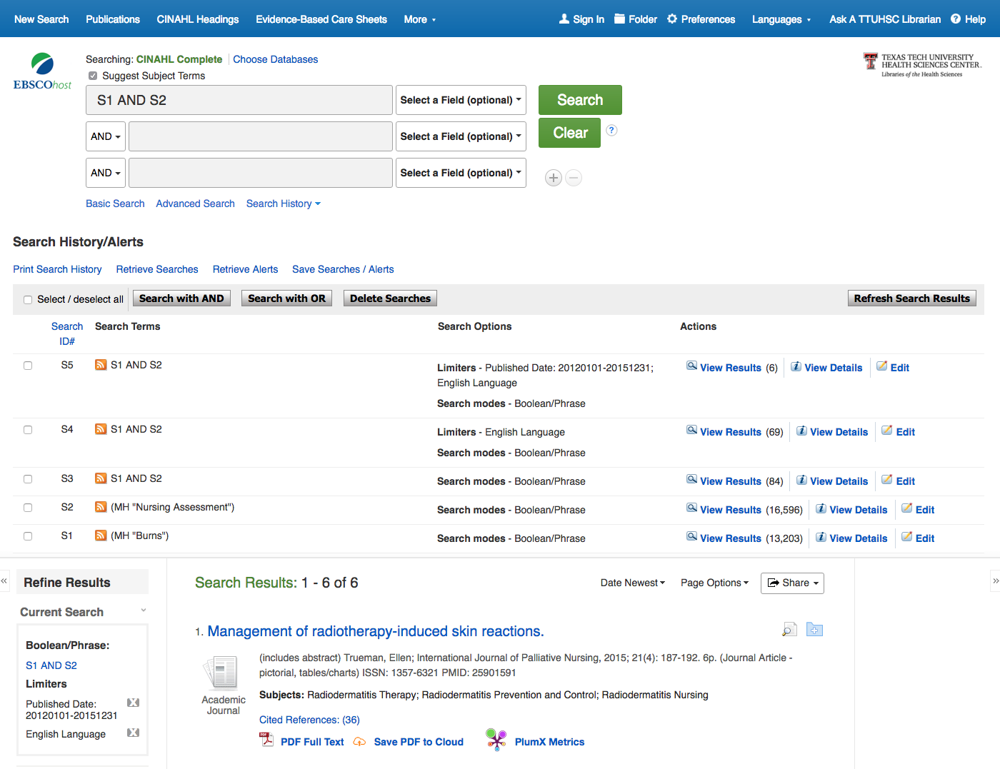 New Search Publications CINAHL Headings Evidence-Based Care Sheets More Sign In Folder Preferences Languages Ask A TTUHSC Librarian ? Help
EBSCOhost
Searching: CINAHL Complete Choose Databases
Suggest Subject Terms
TEXAS TECH UNIVERSITY
HEALTH SCIENCES CENTER.
Libraries of the Health Sciences
S1 AND S2 Select a Field (optional) Search
AND Select a Field (optional) Clear ?
AND Select a Field (optional)
Basic Search Advanced Search Search History
Search History/Alerts
Print Search History Retrieve Searches Retrieve Alerts Save Searches / Alerts
Select / deselect all Search with AND Search with OR Delete Searches Refresh Search Results
Search ID# Search Terms Search Options Actions
S5 S1 AND S2 Limiters - Published Date: 20120101-20151231; View Results (6) View Details Edit
English Language
Search modes - Boolean/Phrase
S4 S1 AND S2 Limiters - English Language View Results (69) View Details Edit
Search modes - Boolean/Phrase
S3 S1 AND S2 Search modes - Boolean/Phrase View Results (84) View Details Edit
S2 (MH "Nursing Assessment") Search modes - Boolean/Phrase View Results (16,596) View Details Edit
S1 (MH "Burns") Search modes - Boolean/Phrase View Results (13,203) View Details Edit
« Refine Results
Current Search
Boolean/Phrase:
S1 AND S2
Limiters
Published Date:
20120101-20151231
English Language
Search Results: 1 - 6 of 6 Date Newest Page Options Share »
1. Management of radiotherapy-induced skin reactions.
Academic
Journal
(includes abstract) Trueman, Ellen; International Journal of Palliative Nursing, 2015; 21(4): 187-192. 6p. (Journal Article -
pictorial, tables/charts) ISSN: 1357-6321 PMID: 25901591
Subjects: Radiodermatitis Therapy; Radiodermatitis Prevention and Control; Radiodermatitis Nursing
Cited References: (36)
PDF PDF Full Text Save PDF to Cloud PlumX Metrics